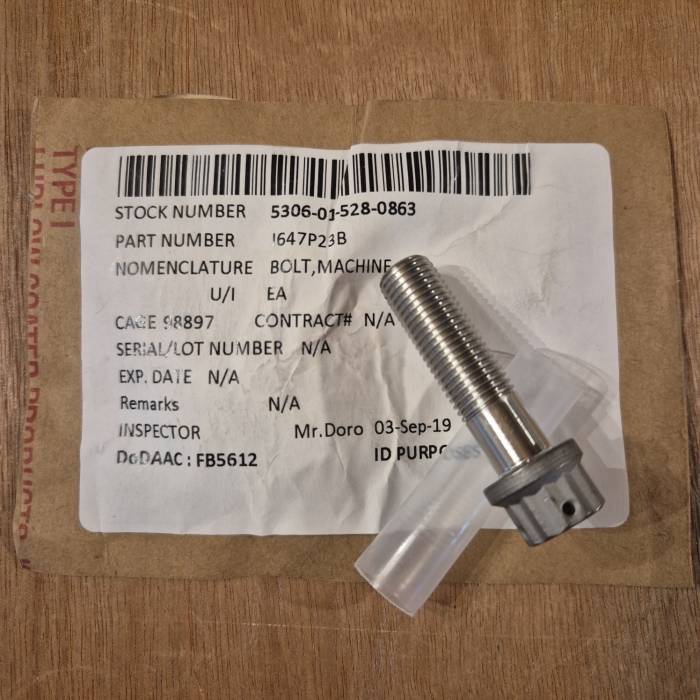 TYPE I
STOCK NUMBER 5306-01-528-0863
PART NUMBER I647P23B
NOMENCLATURE BOLT,MACHINE
U/I EA
CAGE 98897 CONTRACT# N/A
SERIAL/LOT NUMBER N/A
EXP. DATE N/A
Remarks N/A
INSPECTOR Mr.Doro 03-Sep-19
DoDAAC : FB5612 ID PURPOSES